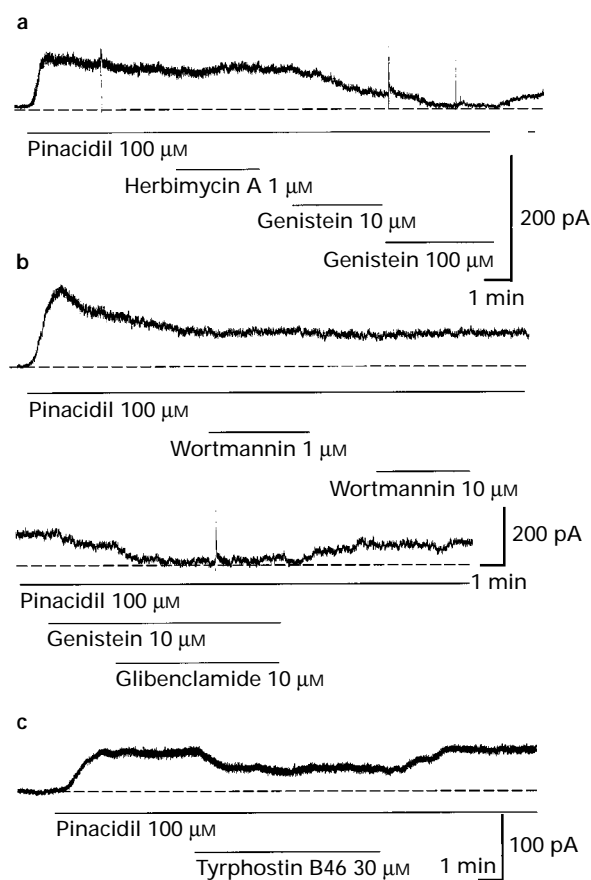 a
Pinacidil 100 μM
Herbimycin A 1 μM
Genistein 10 μM
Genistein 100 μM
200 pA
1 min
b
Pinacidil 100 μM
Wortmannin 1 μM
Wortmannin 10 μM
200 pA
1 min
Pinacidil 100 μM
Genistein 10 μM
Glibenclamide 10 μM
c
Pinacidil 100 μM
Tyrphostin B46 30 μM
100 pA
1 min